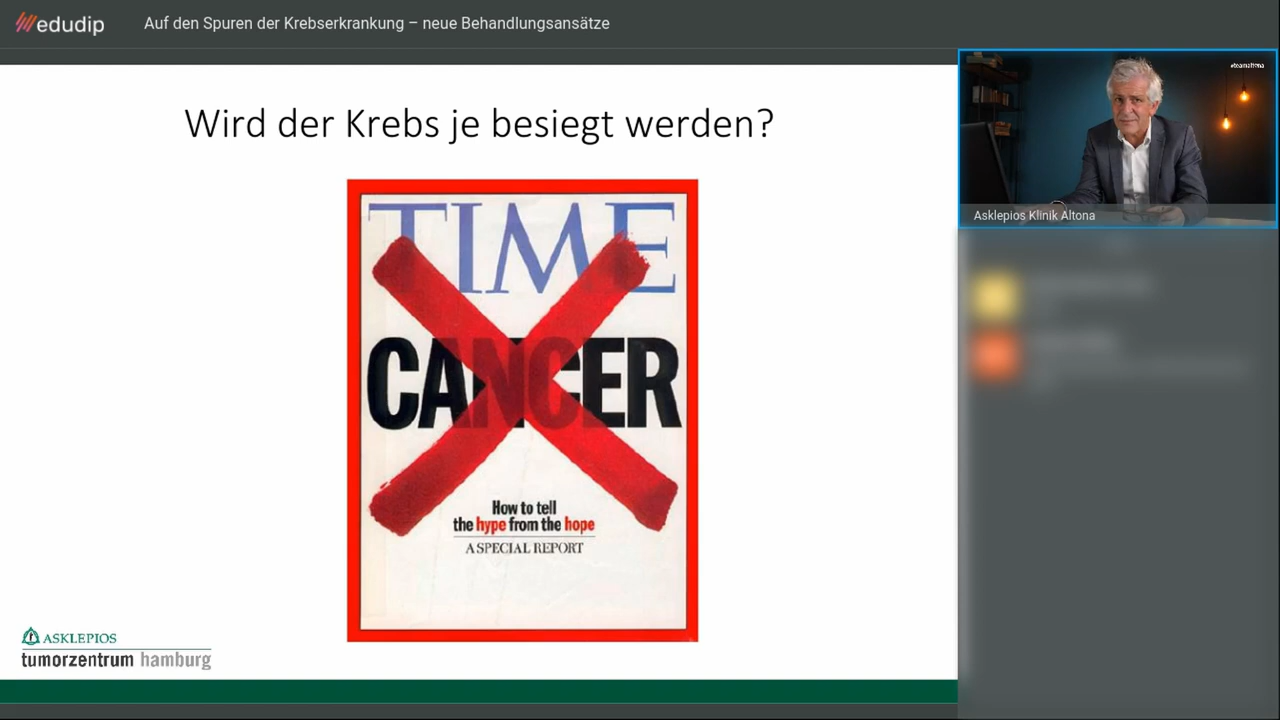 edudip
Auf den Spuren der Krebserkrankung – neue Behandlungsansätze
Wird der Krebs je besiegt werden?
TIME
CANCER
How to tell
the hype from the hope
A SPECIAL REPORT
ASKLEPIOS
tumorzentrum hamburg
#teamaltona
Asklepios Klinik Altona